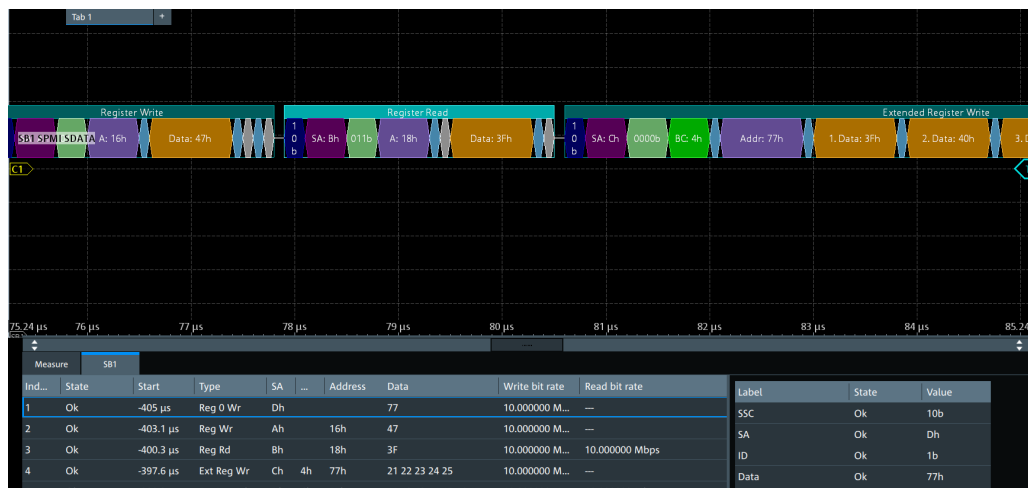 Tab 1 +
Register Write Register Read Extended Register Write
SB1 SPMI SDATA A: 16h Data: 47h 1 0 b SA: Bh 011b A: 18h Data: 3Fh 1 0 b SA: Ch 0000b BC: 4h Addr: 77h 1. Data: 3Fh 2. Data: 40h 3. D
C1
75.24 µs 76 µs 77 µs 78 µs 79 µs 80 µs 81 µs 82 µs 83 µs 84 µs 85.24
Measure SB1
Ind... State Start Type SA ... Address Data Write bit rate Read bit rate
1 Ok -405 µs Reg 0 Wr Dh 77 10.000000 M... ---
2 Ok -403.1 µs Reg Wr Ah 16h 47 10.000000 M... ---
3 Ok -400.3 µs Reg Rd Bh 18h 3F 10.000000 M... 10.000000 Mbps
4 Ok -397.6 µs Ext Reg Wr Ch 4h 77h 21 22 23 24 25 10.000000 M... ---
Label State Value
SSC Ok 10b
SA Ok Dh
ID Ok 1b
Data Ok 77h